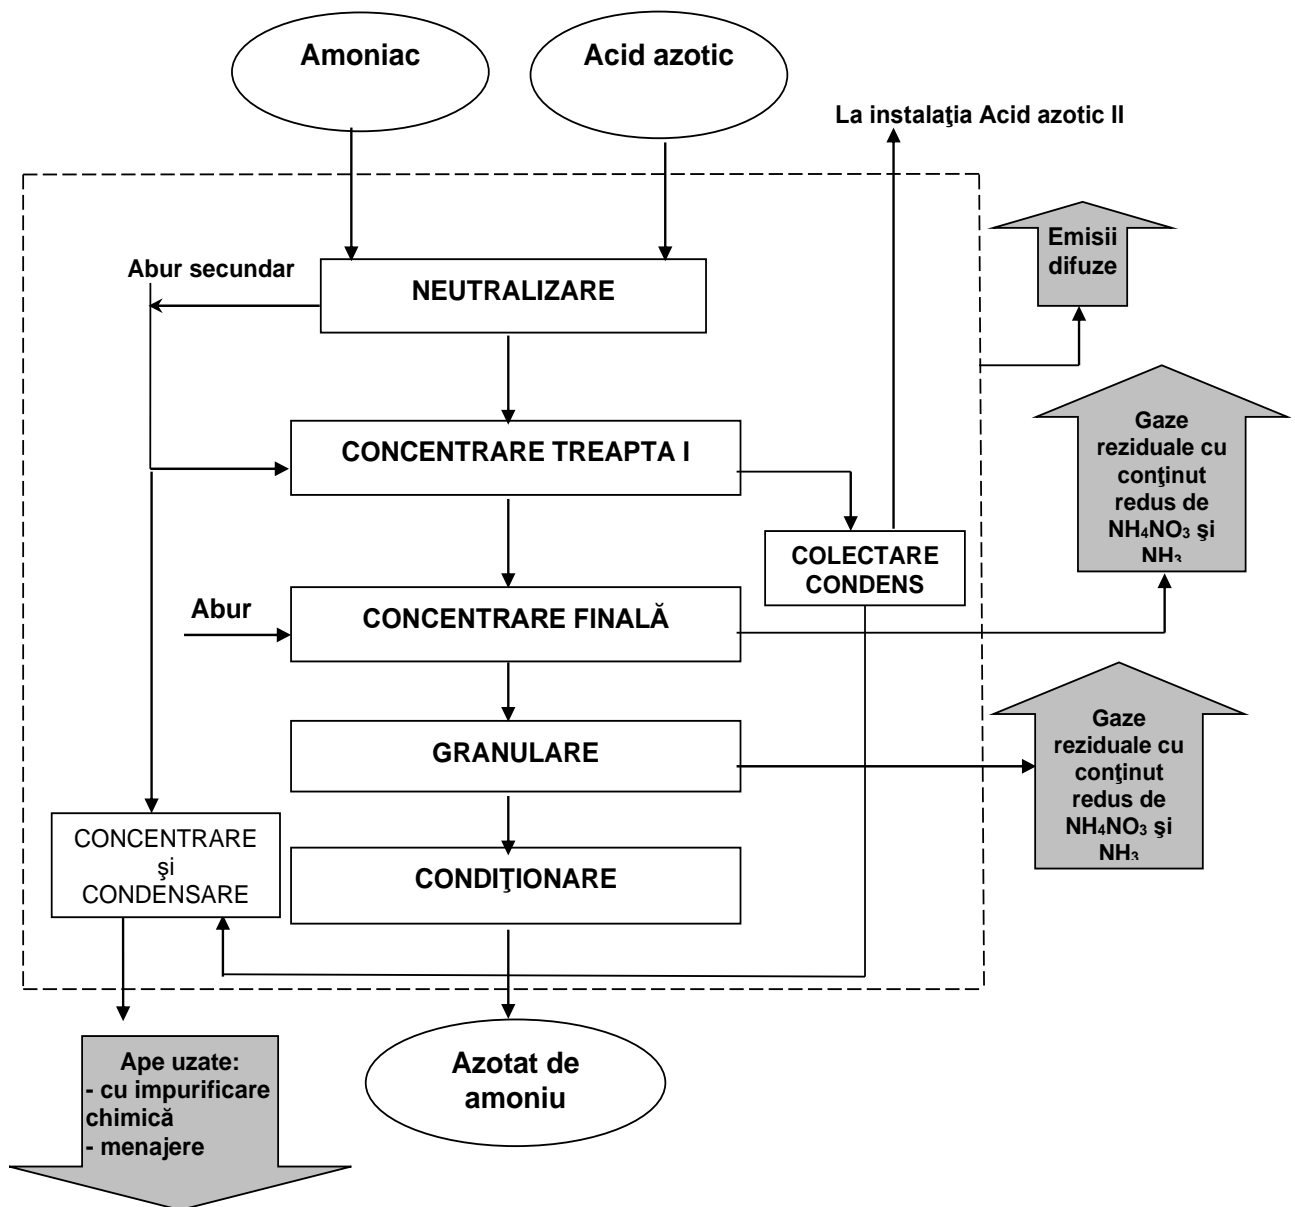 Amoniac
Acid azotic
La instalaţia Acid azotic II
Emisii
difuze
Abur secundar
NEUTRALIZARE
CONCENTRARE TREAPTA I
Gaze
reziduale cu
conţinut
redus de
NH₄NO₃ şi
NH₃
COLECTARE
CONDENS
Abur
CONCENTRARE FINALĂ
GRANULARE
Gaze
reziduale cu
conţinut
redus de
NH₄NO₃ şi
NH₃
CONCENTRARE
şi
CONDENSARE
CONDIŢIONARE
Ape uzate:
- cu impurificare
chimică
- menajere
Azotat de
amoniu